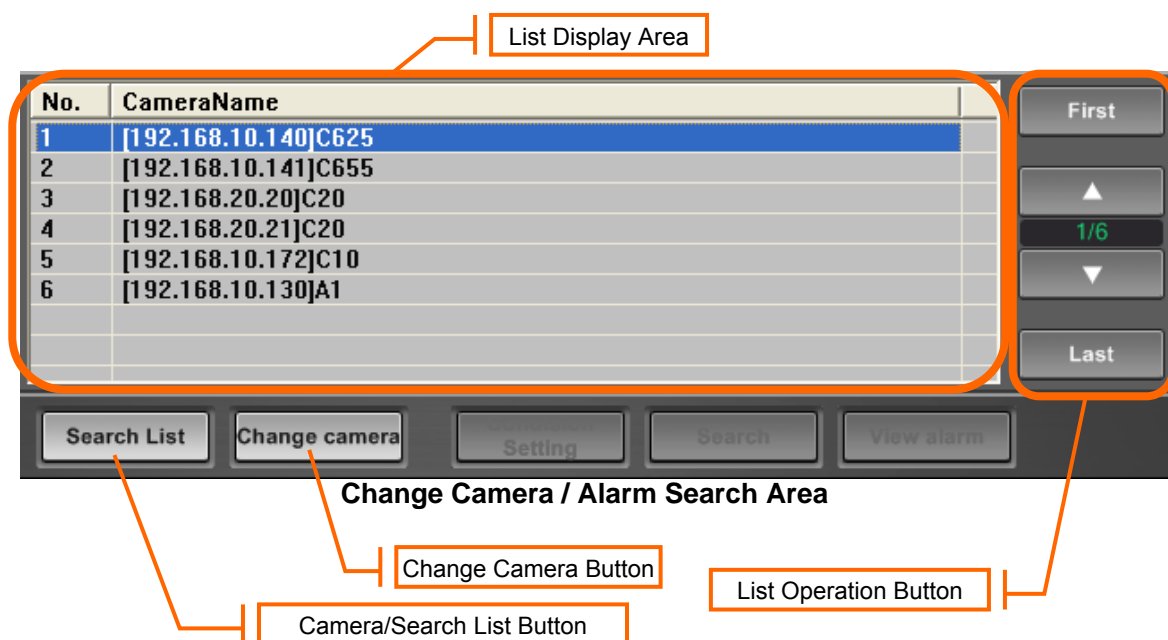 List Display Area
No. CameraName
1 [192.168.10.140]C625
2 [192.168.10.141]C655
3 [192.168.20.20]C20
4 [192.168.20.21]C20
5 [192.168.10.172]C10
6 [192.168.10.130]A1
First
▲
1/6
▼
Last
Search List
Change camera
Condition
Setting
Search
View alarm
Change Camera / Alarm Search Area
Change Camera Button
List Operation Button
Camera/Search List Button